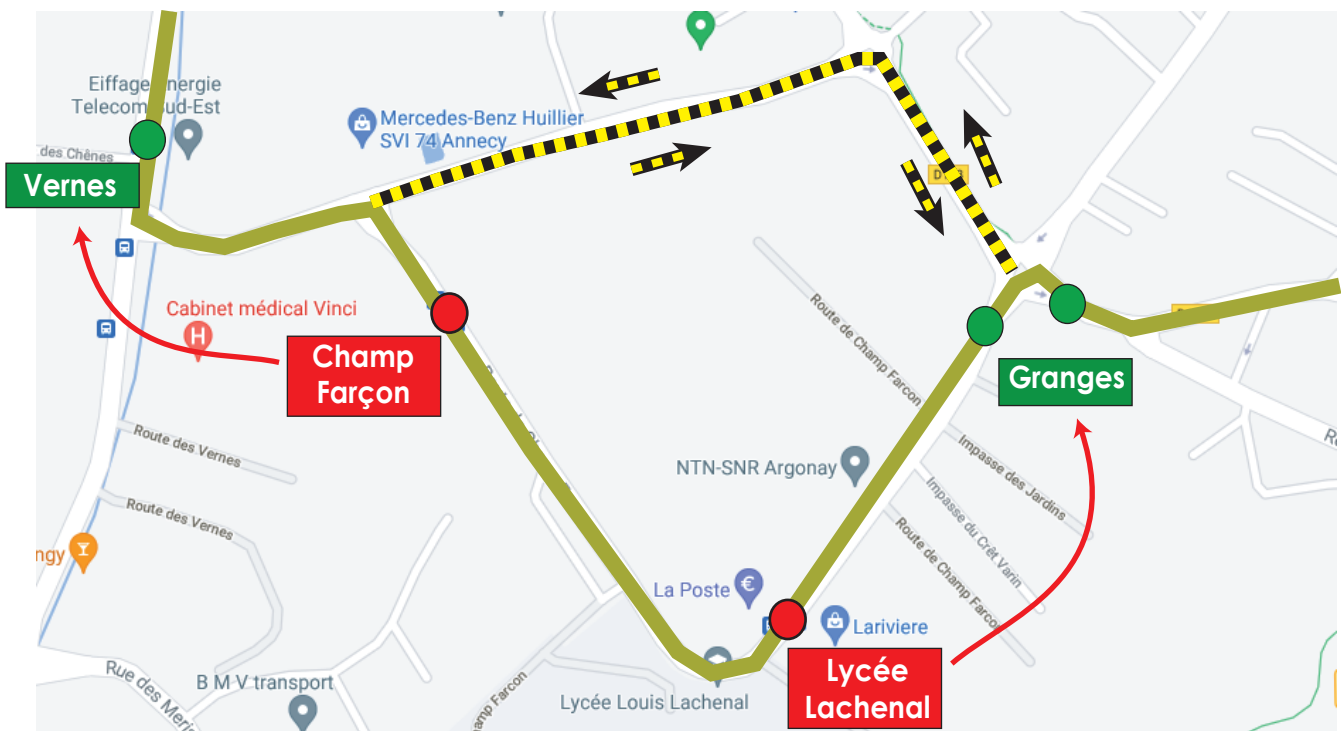 Eiffage Energie
Telecom Sud-Est
Mercedes-Benz Huillier
SVI 74 Annecy
des Chênes
Vernes
Cabinet médical Vinci
H
Champ
Farçon
Route de Champ Farcon
Granges
Route des Vernes
Impasse des Jardins
NTN-SNR Argonay
Impasse du Crêt Varin
Route des Vernes
Route de Champ Farcon
ngy
La Poste
€
Lariviere
Lycée
Lachenal
Rue des
B M V transport
Lycée Louis Lachenal
amp Farcon